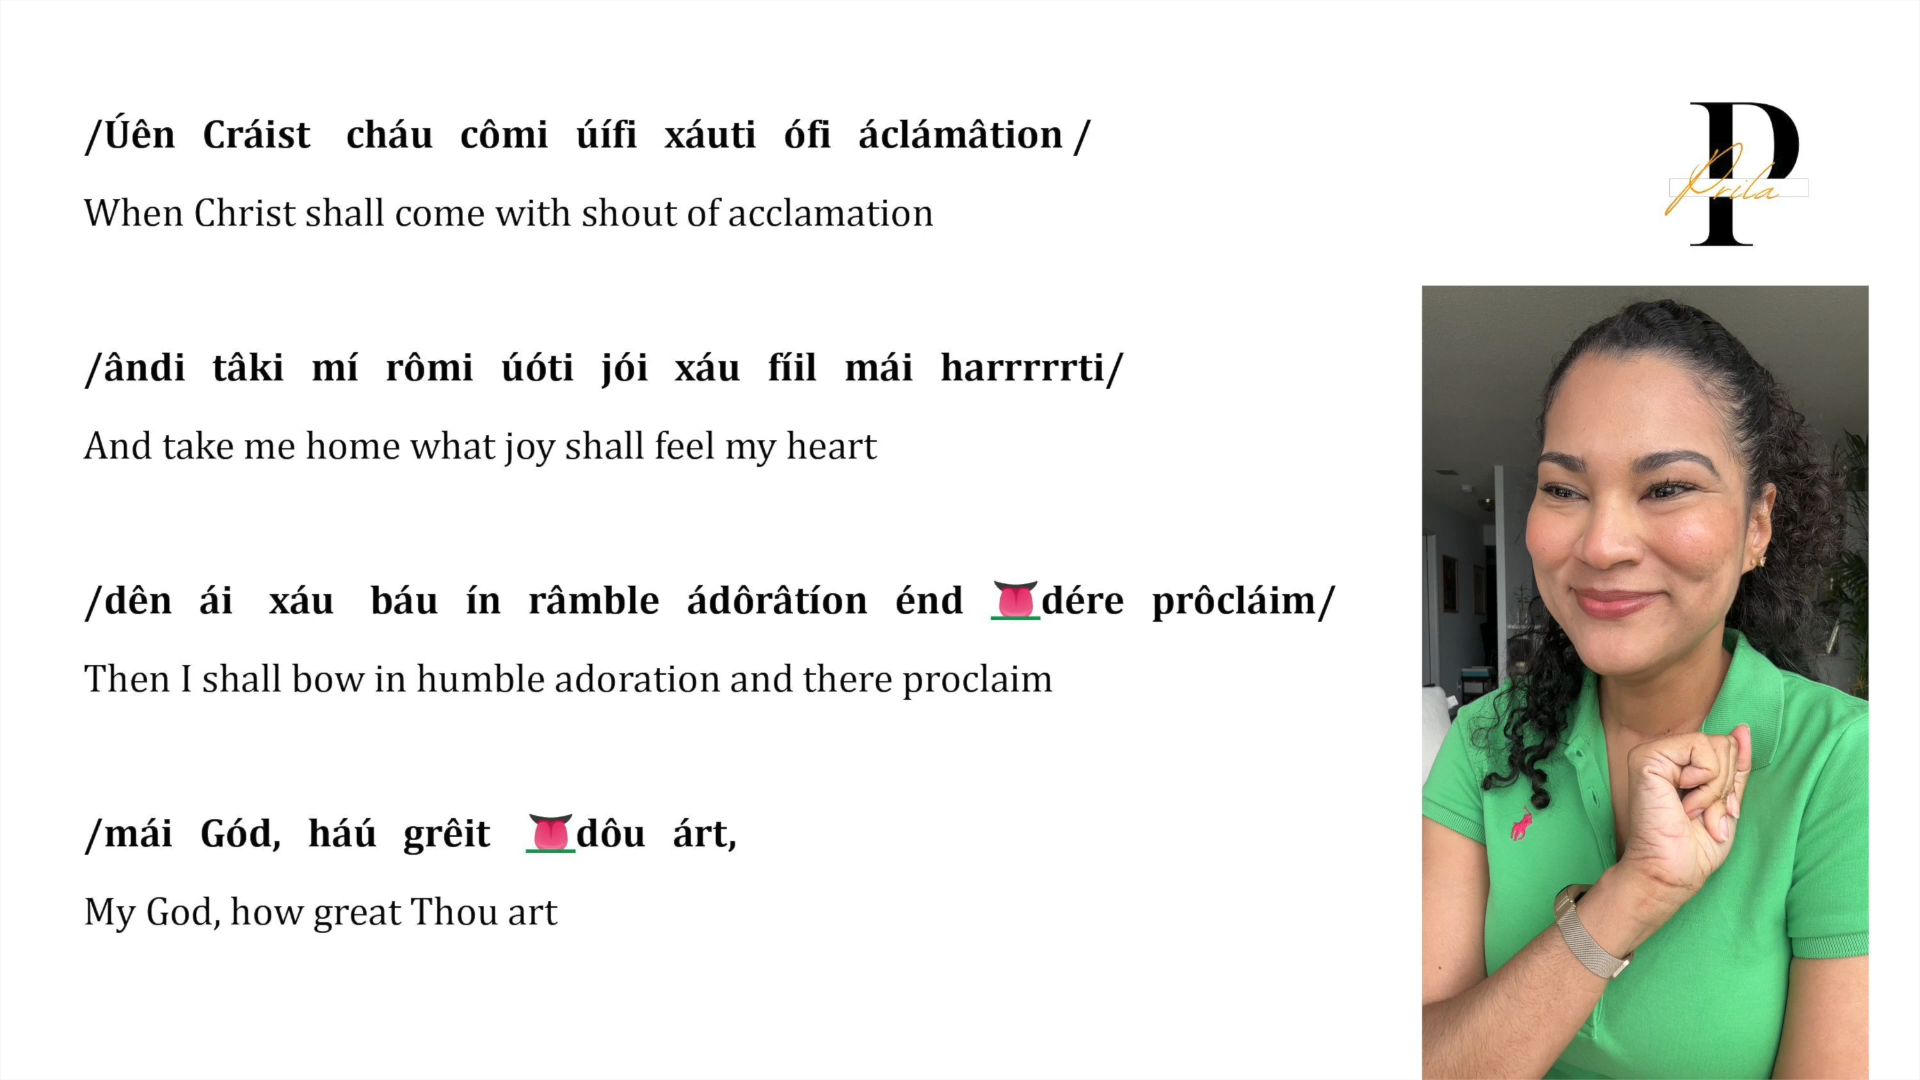 /Úên Cráist cháu cômi úífi xáuti ófi áclámâtion /
When Christ shall come with shout of acclamation
/ândi tâki mí rômi úóti jói xáu fíil mái harrrrrti/
And take me home what joy shall feel my heart
/dên ái xáu báu ín râmble ádôrâtíon énd 👅dére prôcláim/
Then I shall bow in humble adoration and there proclaim
/mái Gód, háú grêit 👅dôu árt,
My God, how great Thou art
P
Prila